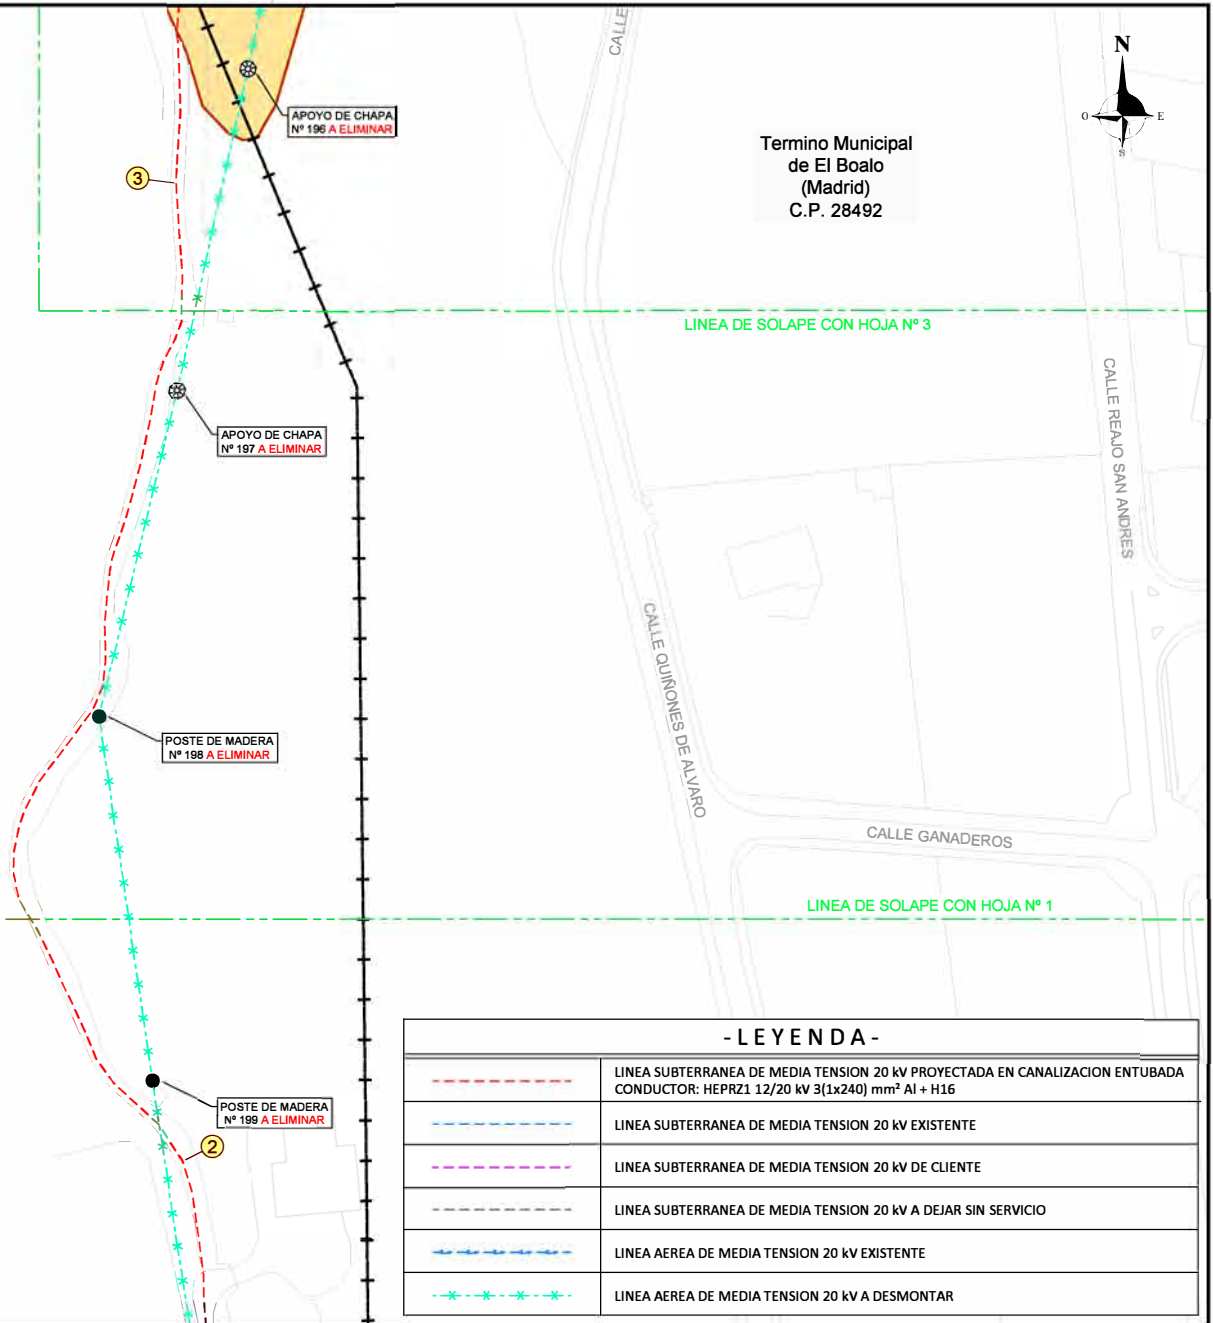 CALLE
N
O
E
S
APOYO DE CHAPA
Nº 196 A ELIMINAR
Termino Municipal
de El Boalo
(Madrid)
C.P. 28492
3
LINEA DE SOLAPE CON HOJA Nº 3
CALLE REAJO SAN ANDRES
APOYO DE CHAPA
Nº 197 A ELIMINAR
CALLE QUIÑONES DE ALVARO
POSTE DE MADERA
Nº 198 A ELIMINAR
CALLE GANADEROS
LINEA DE SOLAPE CON HOJA Nº 1
POSTE DE MADERA
Nº 199 A ELIMINAR
2
- L E Y E N D A -
LINEA SUBTERRANEA DE MEDIA TENSION 20 kV PROYECTADA EN CANALIZACION ENTUBADA
CONDUCTOR: HEPRZ1 12/20 kV 3(1x240) mm² Al + H16
LINEA SUBTERRANEA DE MEDIA TENSION 20 kV EXISTENTE
LINEA SUBTERRANEA DE MEDIA TENSION 20 kV DE CLIENTE
LINEA SUBTERRANEA DE MEDIA TENSION 20 kV A DEJAR SIN SERVICIO
LINEA AEREA DE MEDIA TENSION 20 kV EXISTENTE
LINEA AEREA DE MEDIA TENSION 20 kV A DESMONTAR